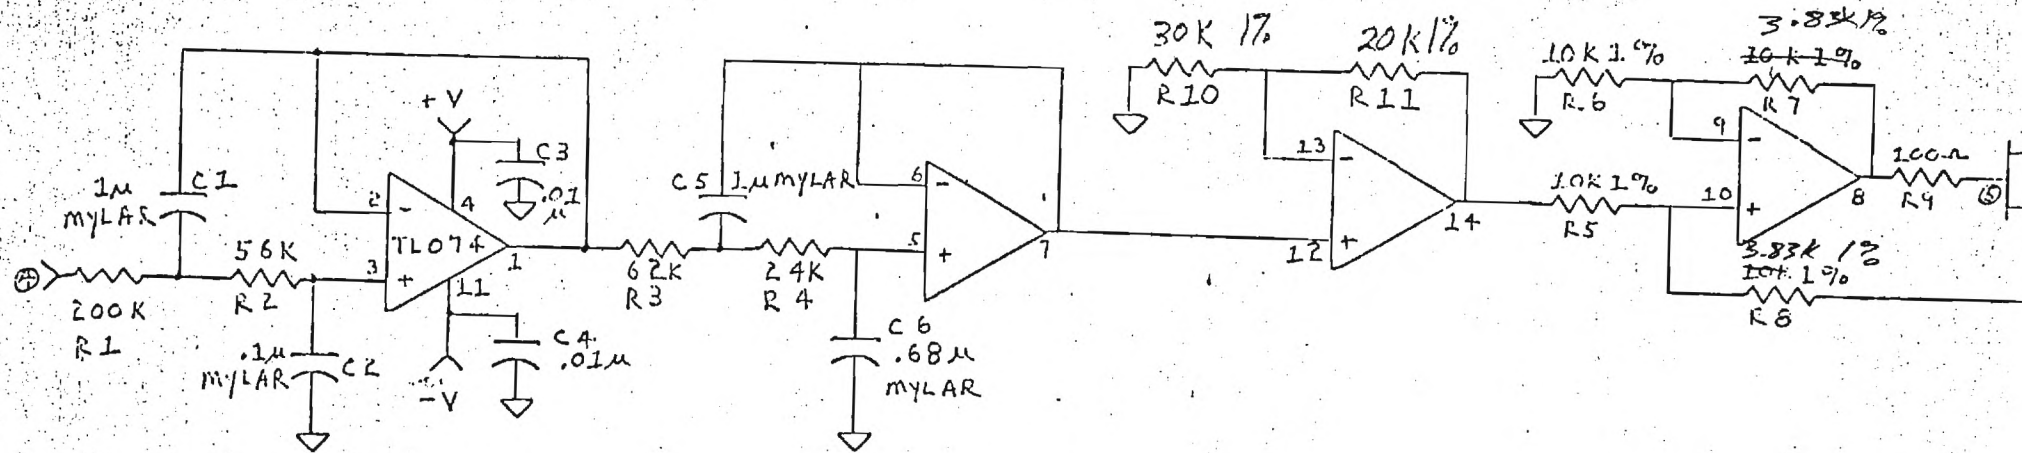 30K 1%
R10
20K 1%
R11
10K 1%
R6
3.83K 1%
10K 1%
R7
+V
C3
.01
μ
1μ
MYLAR
C1
2
-
4
TL074
3
+
11
1
C5
1μ MYLAR
6
-
5
+
7
13
-
12
+
14
9
-
10
+
8
100Ω
R9
10K 1%
R5
3.83K 1%
10K 1%
R8
56K
R2
200K
R1
62K
R3
24K
R4
.1μ
MYLAR
C2
-V
C4
.01μ
C6
.68μ
MYLAR